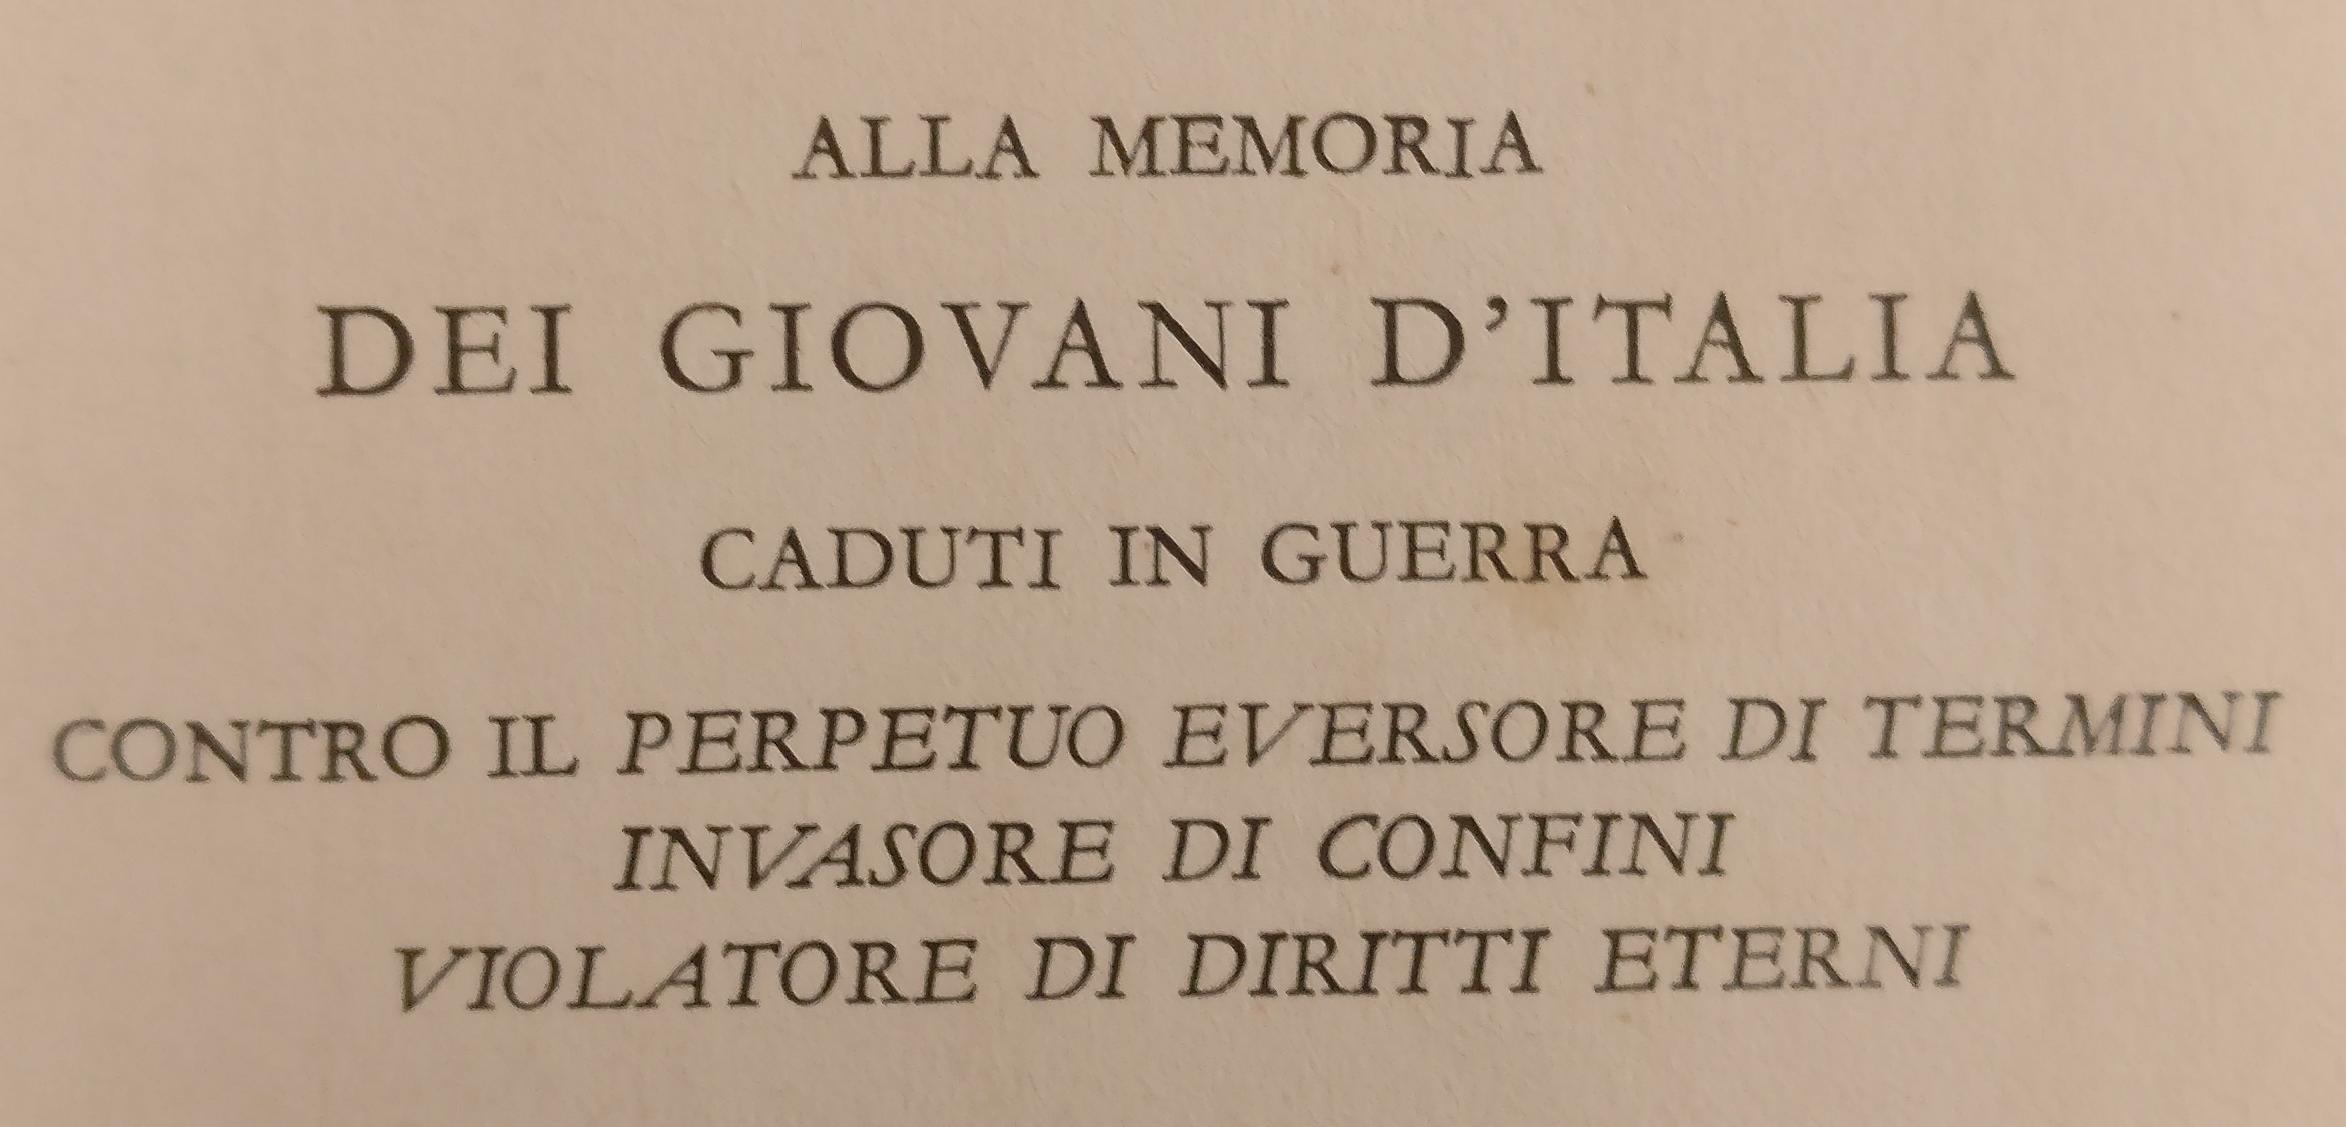 ALLA MEMORIA
DEI GIOVANI D'ITALIA
CADUTI IN GUERRA
CONTRO IL PERPETUO EVERSORE DI TERMINI
INVASORE DI CONFINI
VIOLATORE DI DIRITTI ETERNI